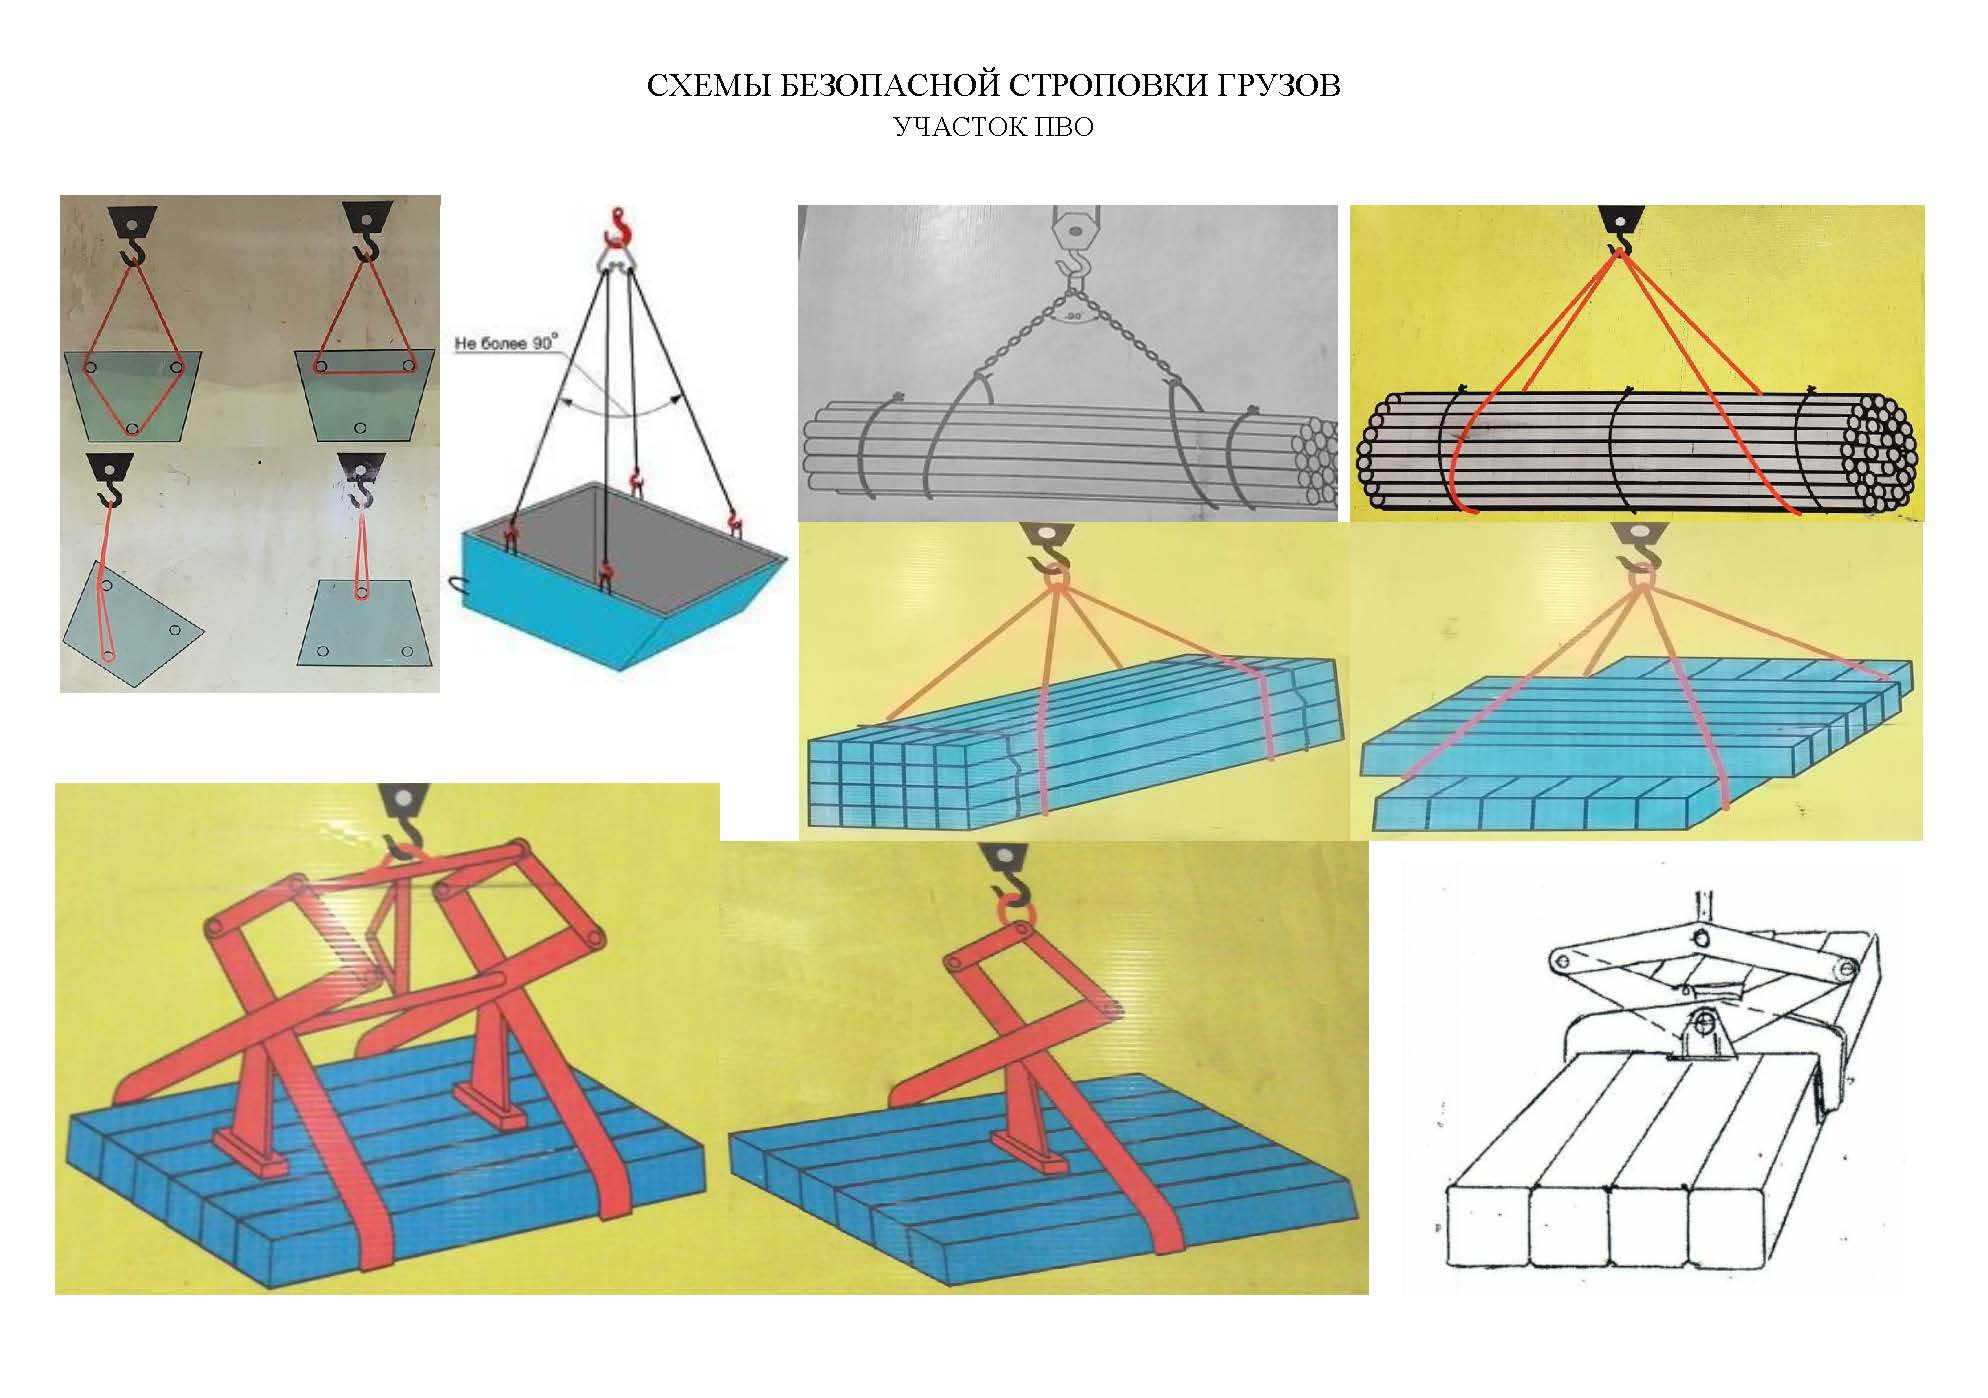 СХЕМЫ БЕЗОПАСНОЙ СТРОПОВКИ ГРУЗОВ
УЧАСТОК ПВО
Не более 90°